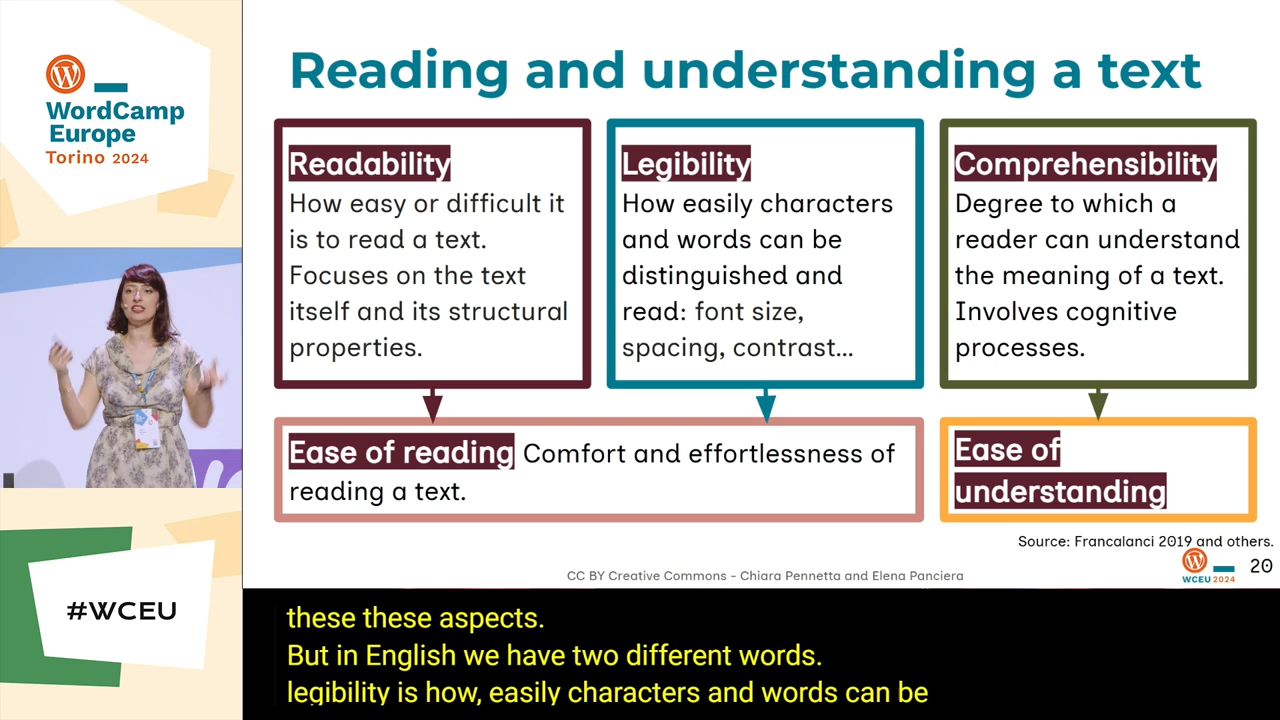 WordCamp
Europe
Torino 2024
#WCEU
Reading and understanding a text
Readability
How easy or difficult it
is to read a text.
Focuses on the text
itself and its structural
properties.
Legibility
How easily characters
and words can be
distinguished and
read: font size,
spacing, contrast...
Comprehensibility
Degree to which a
reader can understand
the meaning of a text.
Involves cognitive
processes.
Ease of reading Comfort and effortlessness of
reading a text.
Ease of
understanding
Source: Francalanci 2019 and others.
CC BY Creative Commons - Chiara Pennetta and Elena Panciera
WCEU 2024
20
these these aspects.
But in English we have two different words.
legibility is how, easily characters and words can be